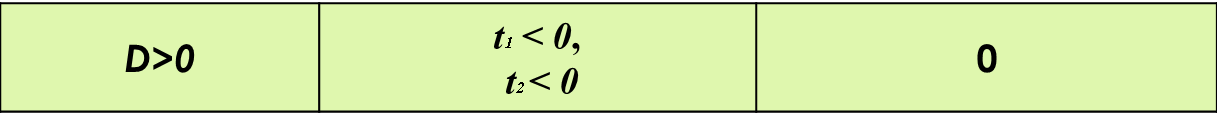 D>0
t₁ < 0,
t₂ < 0
0